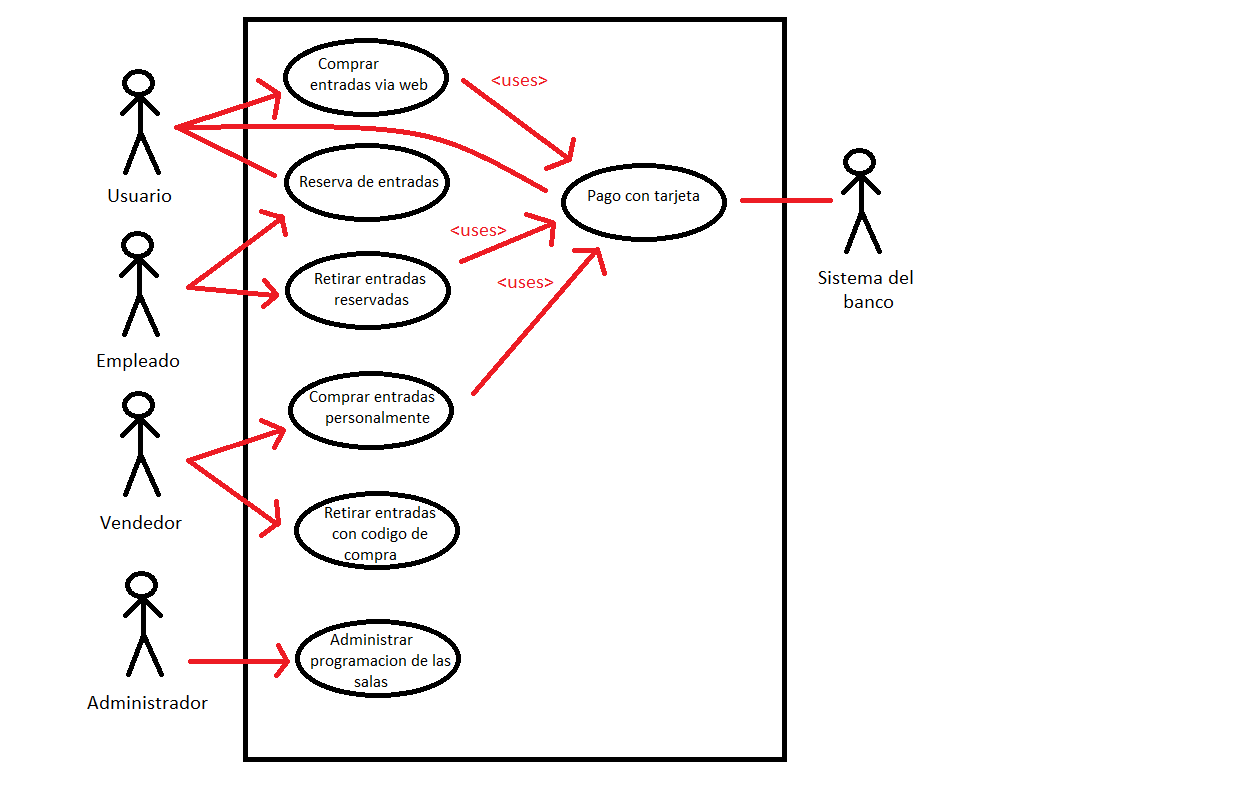 Comprar
entradas via web
<uses>
Usuario
Reserva de entradas
Pago con tarjeta
<uses>
Retirar entradas
reservadas
<uses>
Sistema del
banco
Empleado
Comprar entradas
personalmente
Vendedor
Retirar entradas
con codigo de
compra
Administrar
programacion de las
salas
Administrador